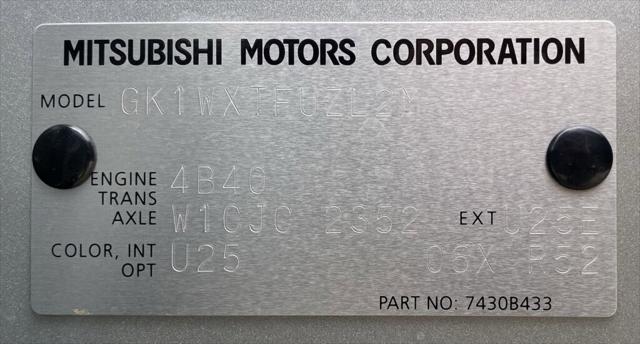 MITSUBISHI MOTORS CORPORATION
MODEL GK1WXTFUZL2M
ENGINE 4B40
TRANS
AXLE W1CJC 2352 EXT U25E
COLOR, INT U25 C6X P52
OPT
PART NO: 7430B433